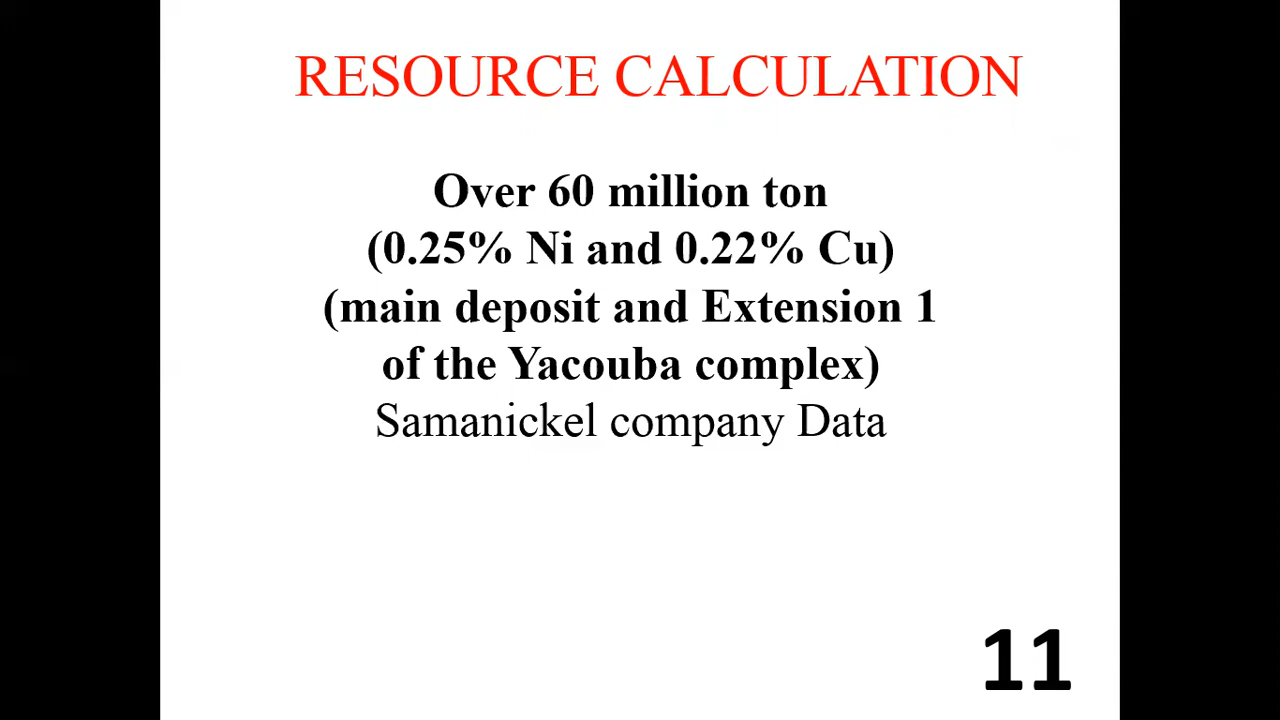 RESOURCE CALCULATION
Over 60 million ton
(0.25% Ni and 0.22% Cu)
(main deposit and Extension 1
of the Yacouba complex)
Samanickel company Data
11